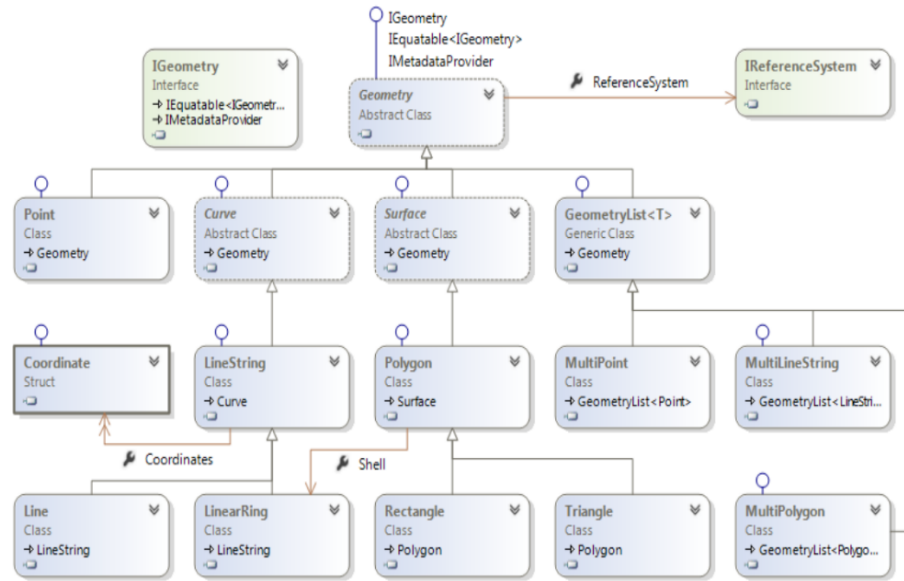 IGeometry
IEquatable<IGeometry>
IMetadataProvider
IGeometry
Interface
IEquatable<IGeometr...
IMetadataProvider
Geometry
Abstract Class
ReferenceSystem
IReferenceSystem
Interface
Point
Class
Geometry
Curve
Abstract Class
Geometry
Surface
Abstract Class
Geometry
GeometryList<T>
Generic Class
Geometry
Coordinate
Struct
LineString
Class
Curve
Polygon
Class
Surface
MultiPoint
Class
GeometryList<Point>
MultiLineString
Class
GeometryList<LineStri...
Coordinates
Shell
Line
Class
LineString
LinearRing
Class
LineString
Rectangle
Class
Polygon
Triangle
Class
Polygon
MultiPolygon
Class
GeometryList<Polygo...